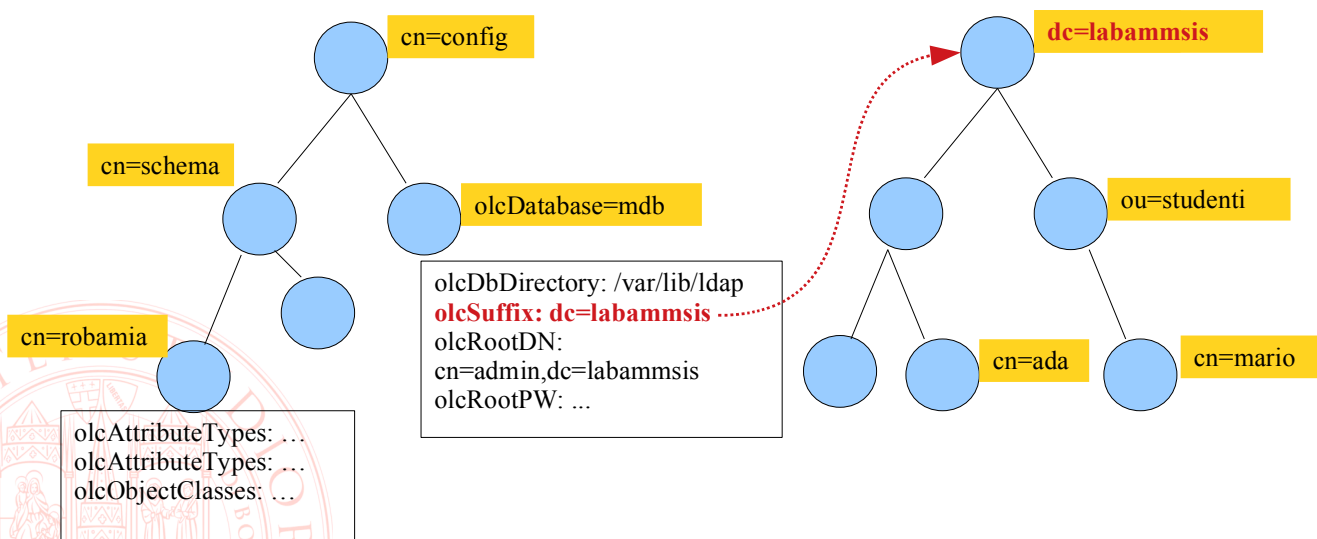 cn=config
dc=labammsis
cn=schema
olcDatabase=mdb
ou=studenti
olcDbDirectory: /var/lib/ldap
olcSuffix: dc=labammsis
olcRootDN:
cn=admin,dc=labammsis
olcRootPW: ...
cn=robamia
cn=ada
cn=mario
olcAttributeTypes: …
olcAttributeTypes: …
olcObjectClasses: …